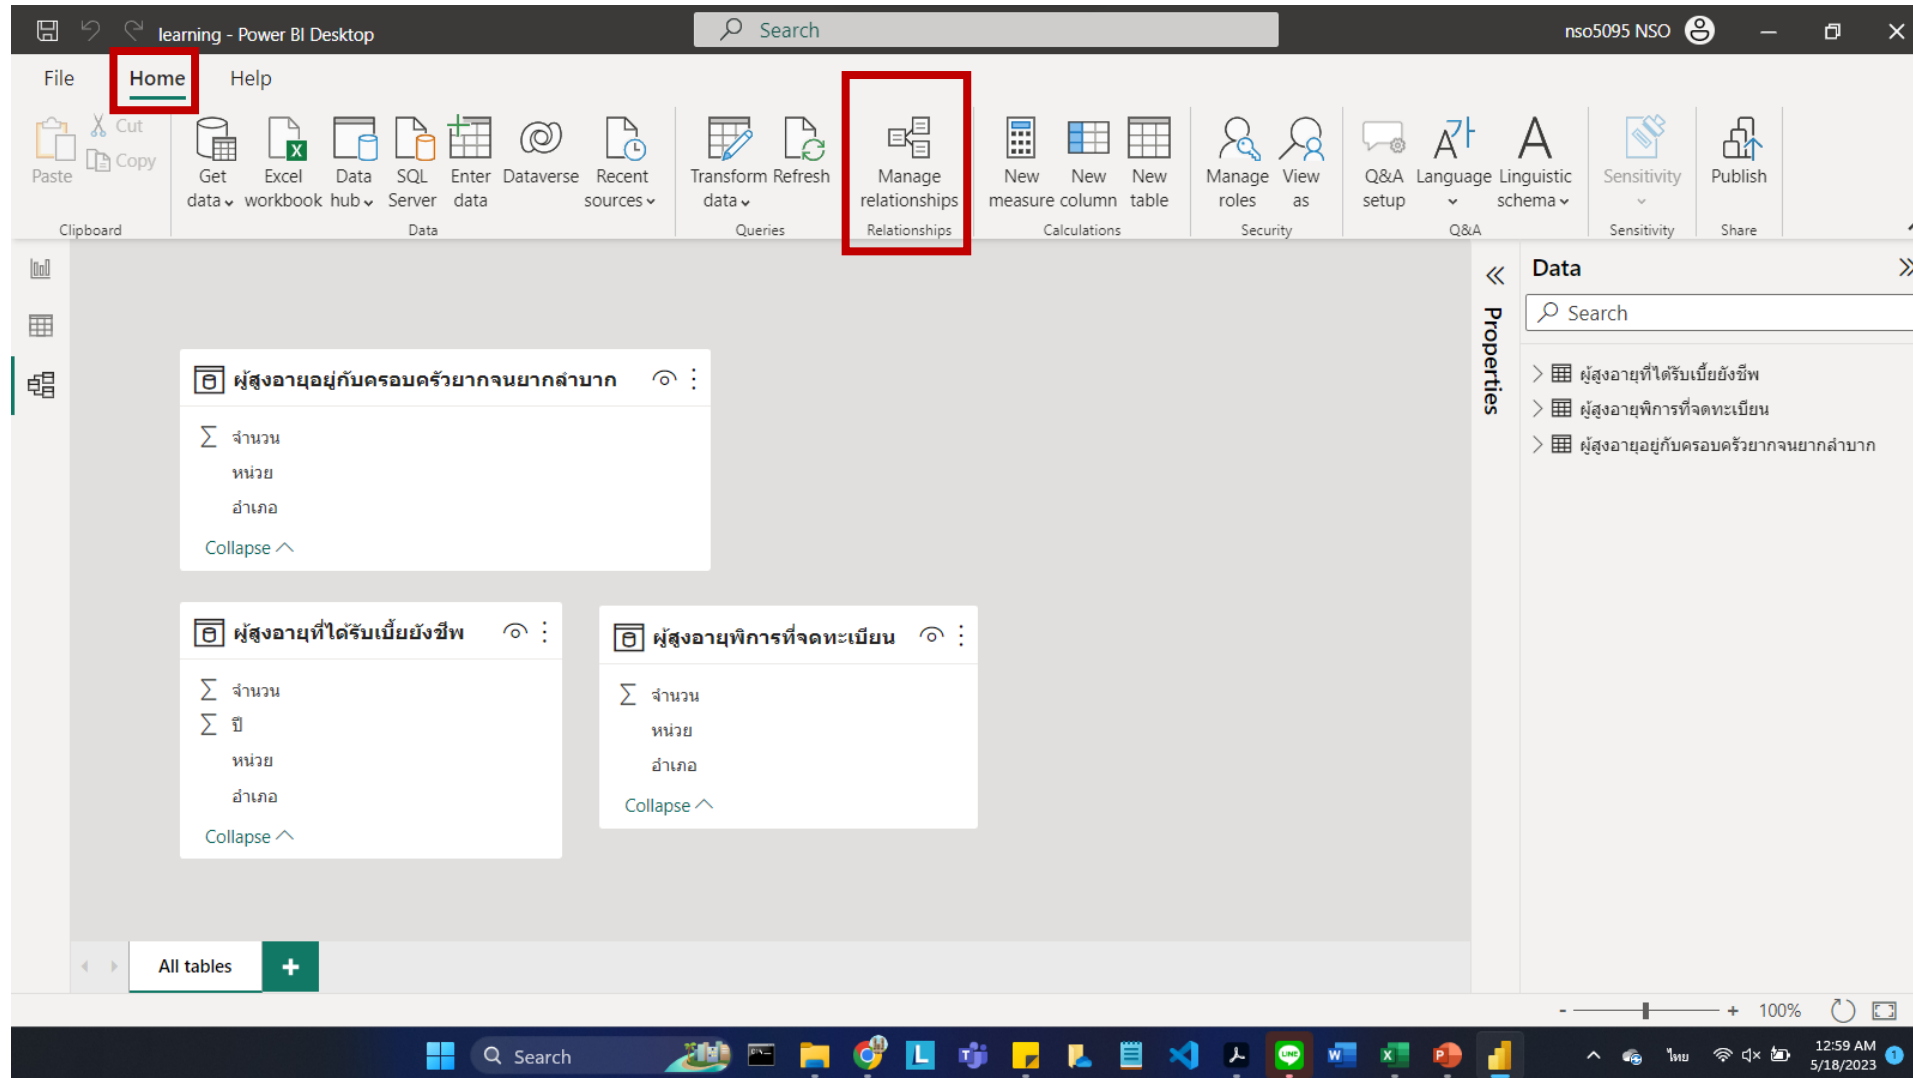 learning - Power BI Desktop
Search
nso5095 NSO
File
Home
Help
Paste
Cut
Copy
Clipboard
Get data
Excel workbook
Data hub
SQL Server
Enter data
Dataverse
Recent sources
Data
Transform data
Refresh
Queries
Manage relationships
Relationships
New measure
New column
New table
Calculations
Manage roles
View as
Security
Q&A setup
Language
Linguistic schema
Q&A
Sensitivity
Sensitivity
Publish
Share
ผู้สูงอายุอยู่กับครอบครัวยากจนยากลำบาก
จำนวน
หน่วย
อำเภอ
Collapse
ผู้สูงอายุที่ได้รับเบี้ยยังชีพ
จำนวน
ปี
หน่วย
อำเภอ
Collapse
ผู้สูงอายุพิการที่จดทะเบียน
จำนวน
หน่วย
อำเภอ
Collapse
Properties
Data
Search
ผู้สูงอายุที่ได้รับเบี้ยยังชีพ
ผู้สูงอายุพิการที่จดทะเบียน
ผู้สูงอายุอยู่กับครอบครัวยากจนยากลำบาก
All tables
+
- + 100%
Search
ไทย
12:59 AM
5/18/2023
1